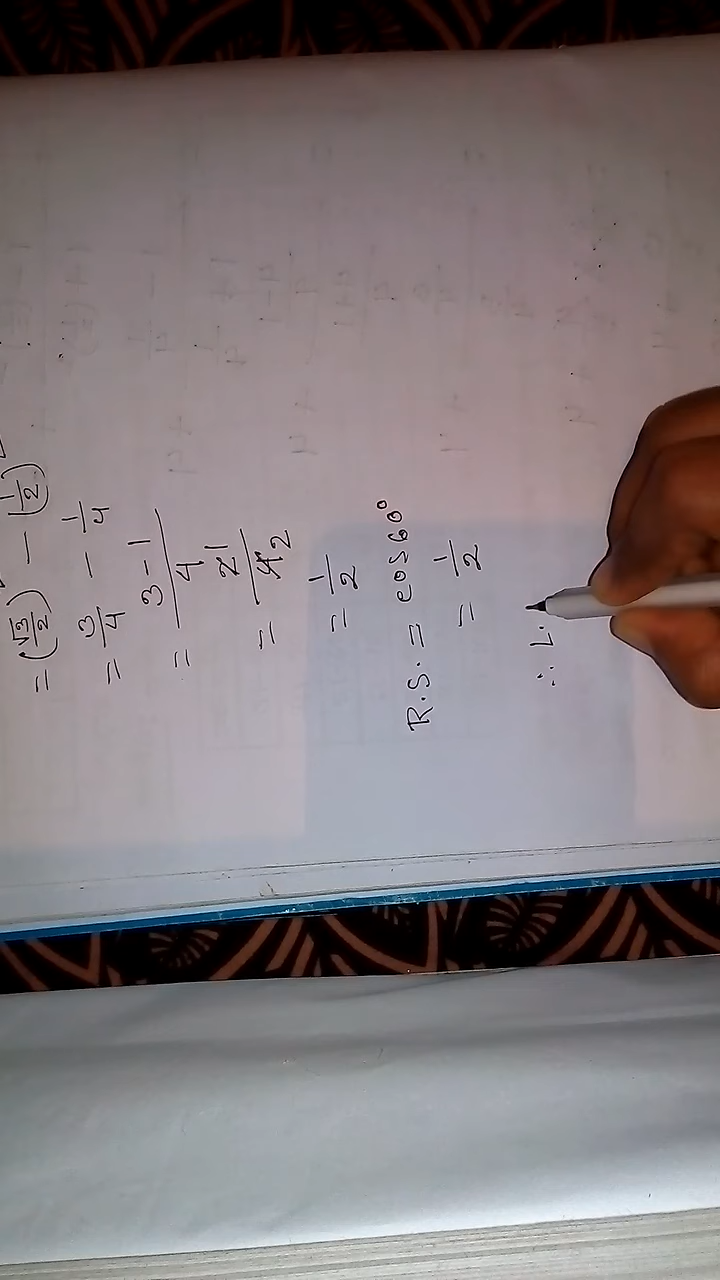 = (√3/2) − (1/2)
= 3/4 − 1/4
= 3−1/4
= 2 1/4 2
= 1/2
R.S. = cos60°
= 1/2
∴ L.